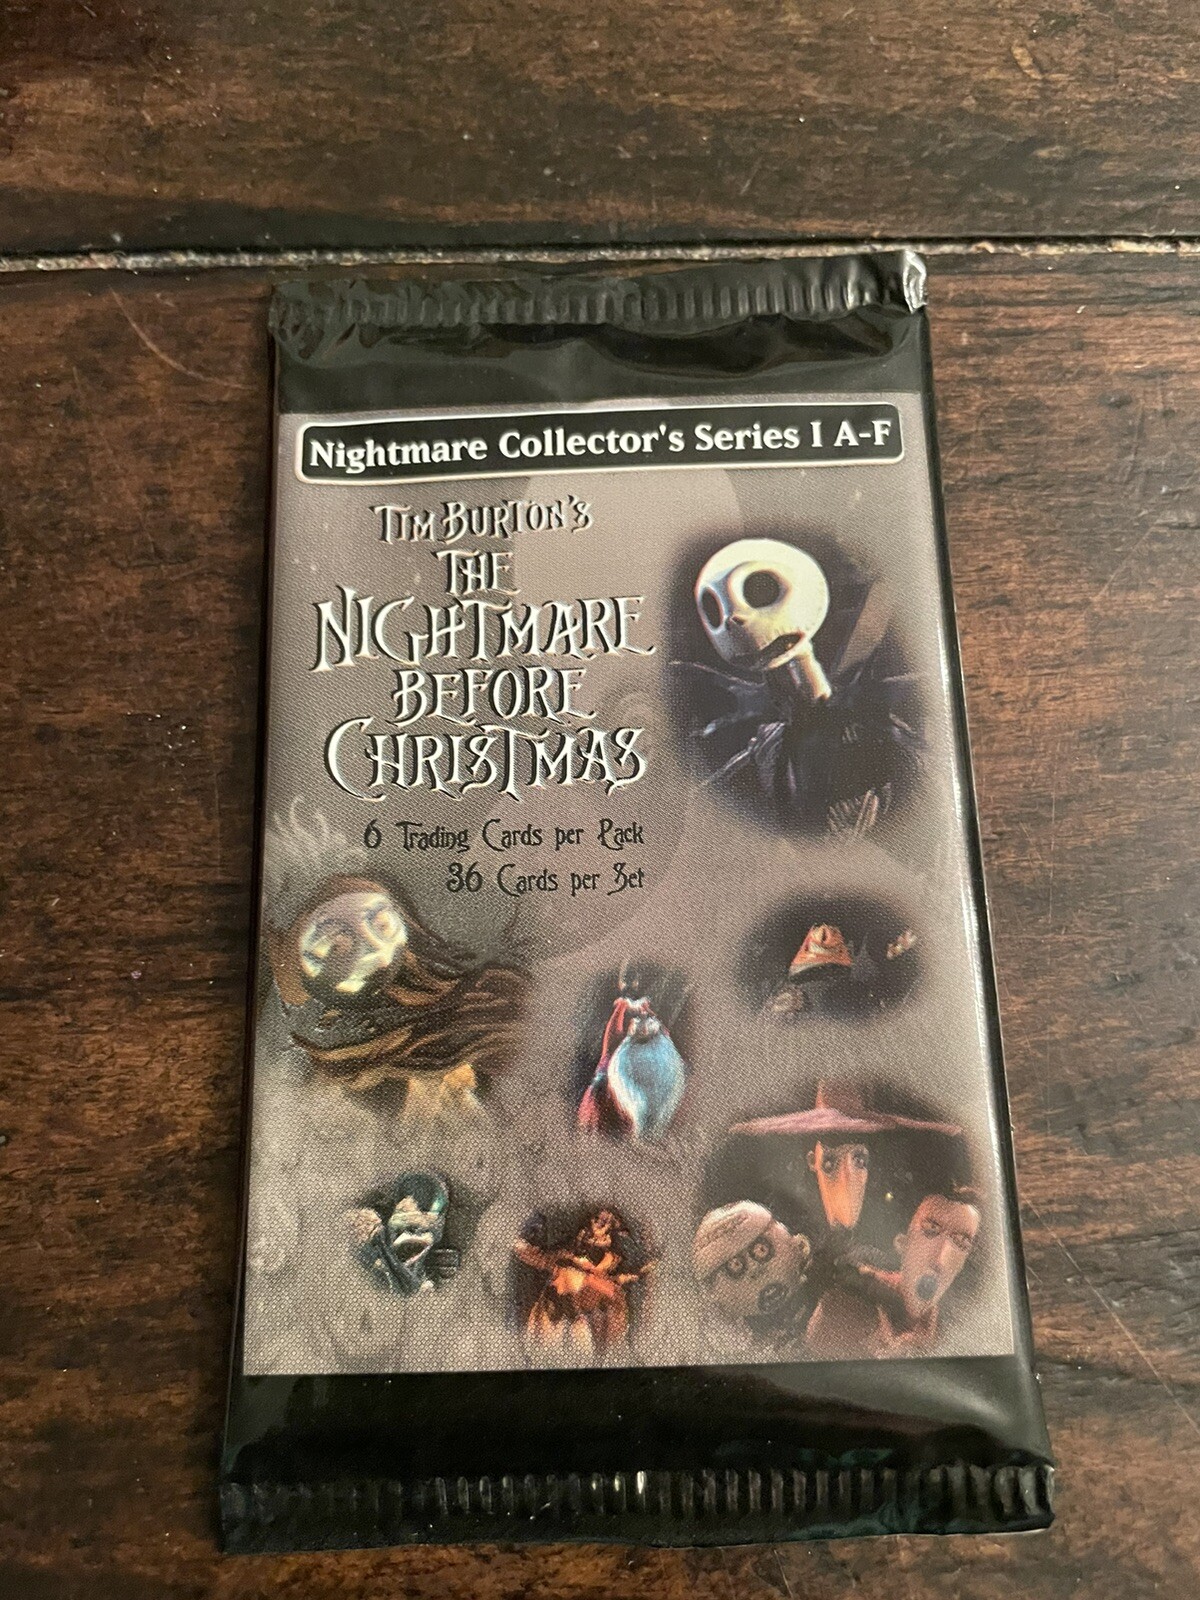 Nightmare Collector's Series I A-F
Tim Burton's
The
Nightmare
Before
Christmas
6 Trading Cards per Pack
36 Cards per Set